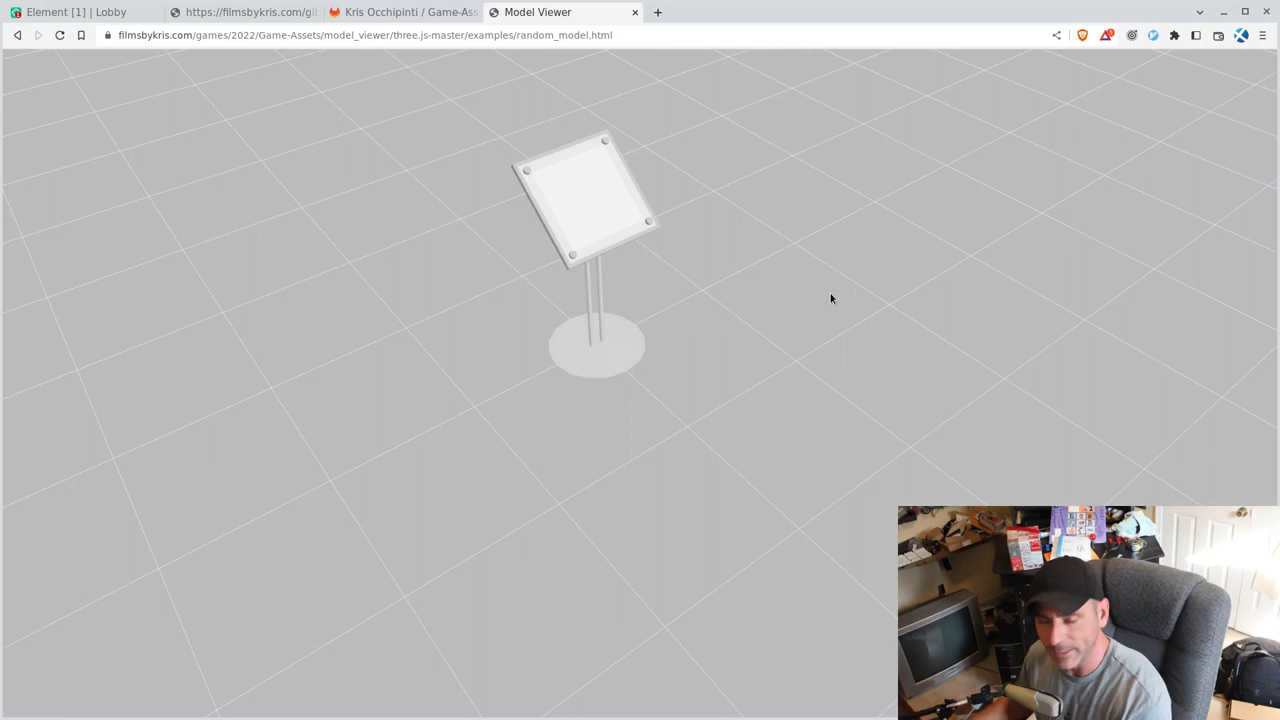 Element [1] | Lobby
https://filmsbykris.com/git
Kris Occhipinti / Game-Ass
Model Viewer
filmsbykris.com/games/2022/Game-Assets/model_viewer/three.js-master/examples/random_model.html